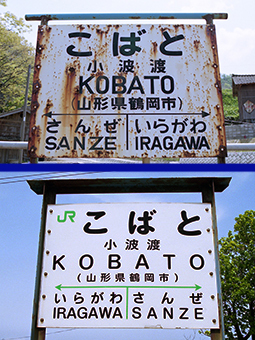 こばと
小波渡
KOBATO
(山形県鶴岡市)
さんぜ いらがわ
SANZE IRAGAWA
JR こばと
小波渡
KOBATO
(山形県鶴岡市)
いらがわ さんぜ
IRAGAWA SANZE